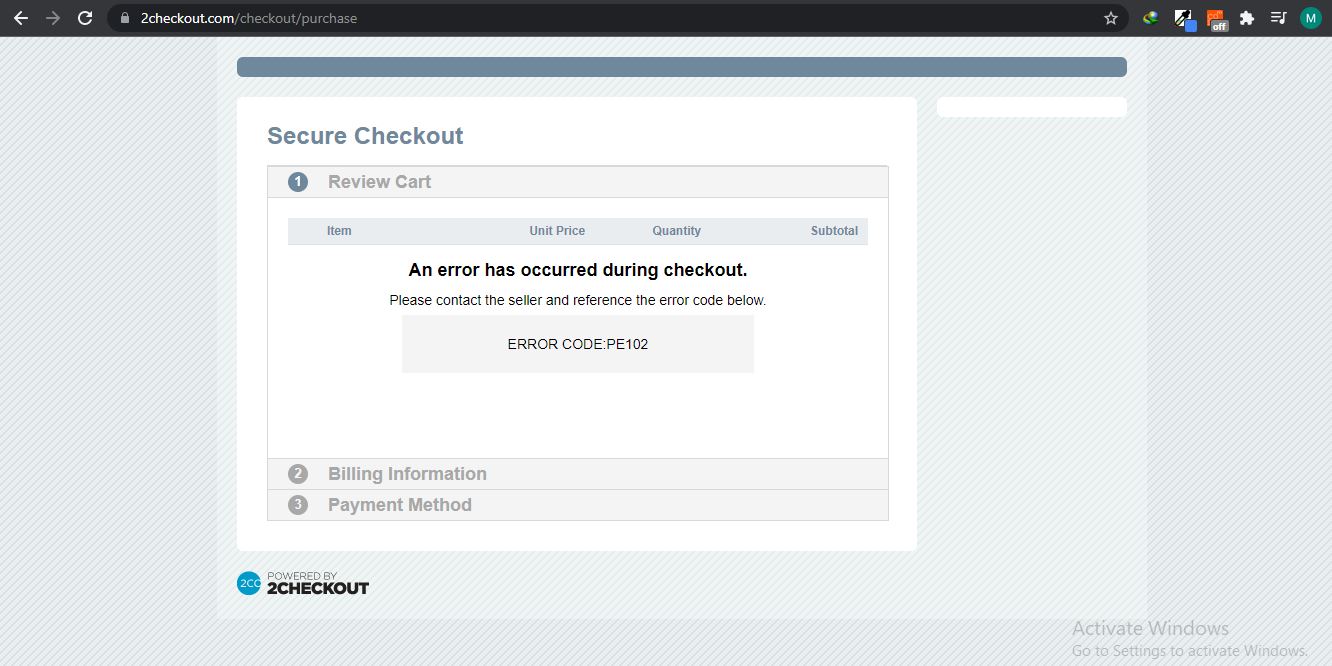 2checkout.com/checkout/purchase
off
M
Secure Checkout
1 Review Cart
Item Unit Price Quantity Subtotal
An error has occurred during checkout.
Please contact the seller and reference the error code below.
ERROR CODE:PE102
2 Billing Information
3 Payment Method
2CO POWERED BY
2CHECKOUT
Activate Windows
Go to Settings to activate Windows.